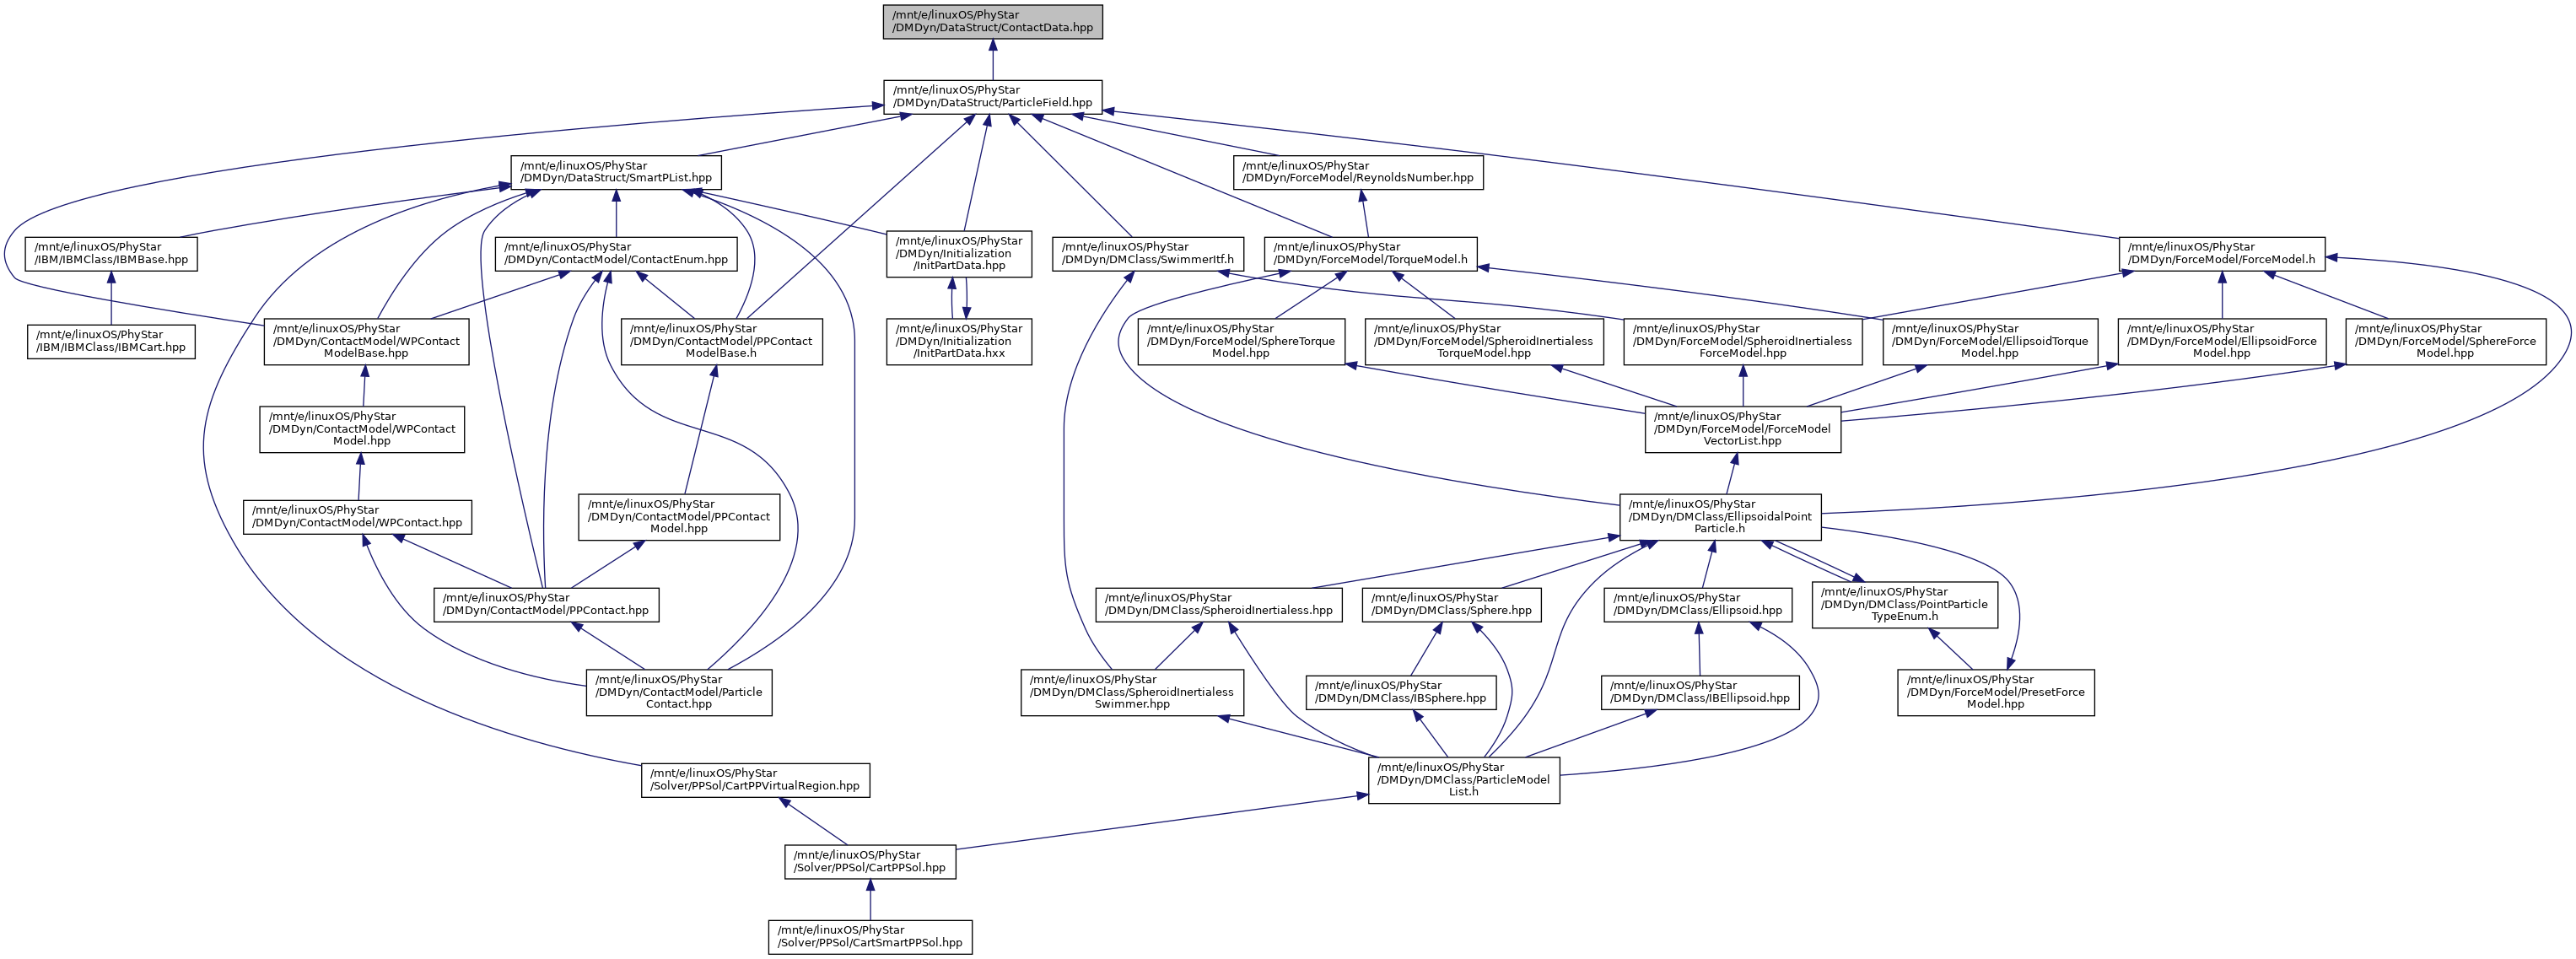 /mnt/e/linuxOS/PhyStar
/DMDyn/DataStruct/ContactData.hpp
/mnt/e/linuxOS/PhyStar
/DMDyn/DataStruct/ParticleField.hpp
/mnt/e/linuxOS/PhyStar
/DMDyn/DataStruct/SmartPList.hpp
/mnt/e/linuxOS/PhyStar
/DMDyn/ForceModel/ReynoldsNumber.hpp
/mnt/e/linuxOS/PhyStar
/IBM/IBMClass/IBMBase.hpp
/mnt/e/linuxOS/PhyStar
/DMDyn/ContactModel/ContactEnum.hpp
/mnt/e/linuxOS/PhyStar
/DMDyn/Initialization
/InitPartData.hpp
/mnt/e/linuxOS/PhyStar
/DMDyn/DMClass/SwimmerItf.h
/mnt/e/linuxOS/PhyStar
/DMDyn/ForceModel/TorqueModel.h
/mnt/e/linuxOS/PhyStar
/DMDyn/ForceModel/ForceModel.h
/mnt/e/linuxOS/PhyStar
/IBM/IBMClass/IBMCart.hpp
/mnt/e/linuxOS/PhyStar
/DMDyn/ContactModel/WPContact
ModelBase.hpp
/mnt/e/linuxOS/PhyStar
/DMDyn/ContactModel/PPContact
ModelBase.h
/mnt/e/linuxOS/PhyStar
/DMDyn/Initialization
/InitPartData.hxx
/mnt/e/linuxOS/PhyStar
/DMDyn/ForceModel/SphereTorque
Model.hpp
/mnt/e/linuxOS/PhyStar
/DMDyn/ForceModel/SpheroidInertialess
TorqueModel.hpp
/mnt/e/linuxOS/PhyStar
/DMDyn/ForceModel/SpheroidInertialess
ForceModel.hpp
/mnt/e/linuxOS/PhyStar
/DMDyn/ForceModel/EllipsoidTorque
Model.hpp
/mnt/e/linuxOS/PhyStar
/DMDyn/ForceModel/EllipsoidForce
Model.hpp
/mnt/e/linuxOS/PhyStar
/DMDyn/ForceModel/SphereForce
Model.hpp
/mnt/e/linuxOS/PhyStar
/DMDyn/ContactModel/WPContact
Model.hpp
/mnt/e/linuxOS/PhyStar
/DMDyn/ForceModel/ForceModel
VectorList.hpp
/mnt/e/linuxOS/PhyStar
/DMDyn/ContactModel/WPContact.hpp
/mnt/e/linuxOS/PhyStar
/DMDyn/ContactModel/PPContact
Model.hpp
/mnt/e/linuxOS/PhyStar
/DMDyn/DMClass/EllipsoidalPoint
Particle.h
/mnt/e/linuxOS/PhyStar
/DMDyn/ContactModel/PPContact.hpp
/mnt/e/linuxOS/PhyStar
/DMDyn/DMClass/SpheroidInertialess.hpp
/mnt/e/linuxOS/PhyStar
/DMDyn/DMClass/Sphere.hpp
/mnt/e/linuxOS/PhyStar
/DMDyn/DMClass/Ellipsoid.hpp
/mnt/e/linuxOS/PhyStar
/DMDyn/DMClass/PointParticle
TypeEnum.h
/mnt/e/linuxOS/PhyStar
/DMDyn/ContactModel/Particle
Contact.hpp
/mnt/e/linuxOS/PhyStar
/DMDyn/DMClass/SpheroidInertialess
Swimmer.hpp
/mnt/e/linuxOS/PhyStar
/DMDyn/DMClass/IBSphere.hpp
/mnt/e/linuxOS/PhyStar
/DMDyn/DMClass/IBEllipsoid.hpp
/mnt/e/linuxOS/PhyStar
/DMDyn/ForceModel/PresetForce
Model.hpp
/mnt/e/linuxOS/PhyStar
/Solver/PPSol/CartPPVirtualRegion.hpp
/mnt/e/linuxOS/PhyStar
/DMDyn/DMClass/ParticleModel
List.h
/mnt/e/linuxOS/PhyStar
/Solver/PPSol/CartPPSol.hpp
/mnt/e/linuxOS/PhyStar
/Solver/PPSol/CartSmartPPSol.hpp